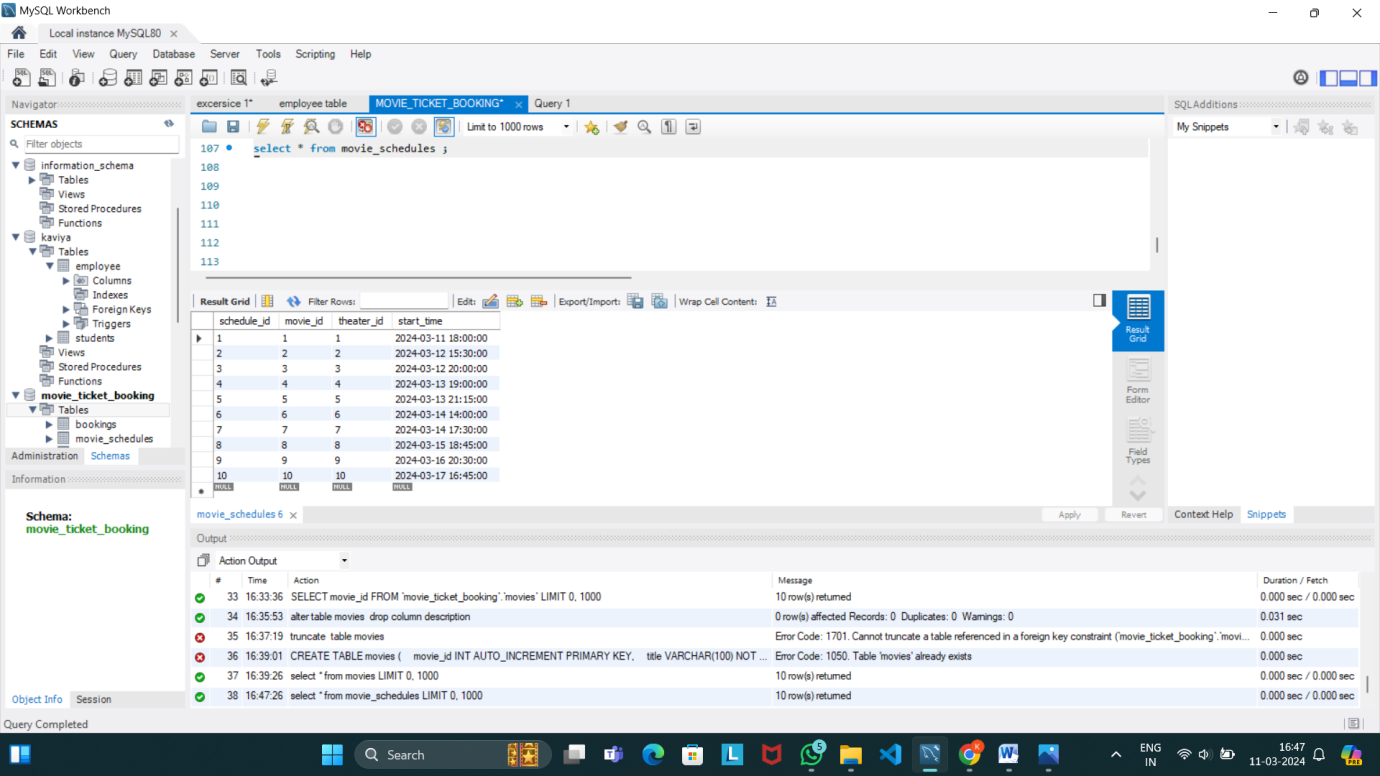 MySQL Workbench
Local instance MySQL80
File Edit View Query Database Server Tools Scripting Help
Navigator
SCHEMAS
Filter objects
information_schema
Tables
Views
Stored Procedures
Functions
kaviya
Tables
employee
Columns
Indexes
Foreign Keys
Triggers
students
Views
Stored Procedures
Functions
movie_ticket_booking
Tables
bookings
movie_schedules
Administration Schemas
Information
Schema:
movie_ticket_booking
Object Info Session
excersice 1* employee table MOVIE_TICKET_BOOKING* Query 1
Limit to 1000 rows
107 select * from movie_schedules ;
108
109
110
111
112
113
Result Grid Filter Rows: Edit: Export/Import: Wrap Cell Content:
schedule_id movie_id theater_id start_time
1 1 1 2024-03-11 18:00:00
2 2 2 2024-03-12 15:30:00
3 3 3 2024-03-12 20:00:00
4 4 4 2024-03-13 19:00:00
5 5 5 2024-03-13 21:15:00
6 6 6 2024-03-14 14:00:00
7 7 7 2024-03-14 17:30:00
8 8 8 2024-03-15 18:45:00
9 9 9 2024-03-16 20:30:00
10 10 10 2024-03-17 16:45:00
NULL NULL NULL NULL
Result
Grid
Form
Editor
Field
Types
movie_schedules 6
Apply Revert
SQLAdditions
My Snippets
Context Help Snippets
Output
Action Output
# Time Action Message Duration / Fetch
33 16:33:36 SELECT movie_id FROM `movie_ticket_booking`.`movies` LIMIT 0, 1000 10 row(s) returned 0.000 sec / 0.000 sec
34 16:35:53 alter table movies drop column description 0 row(s) affected Records: 0 Duplicates: 0 Warnings: 0 0.031 sec
35 16:37:19 truncate table movies Error Code: 1701. Cannot truncate a table referenced in a foreign key constraint (`movie_ticket_booking`.`movi... 0.000 sec
36 16:39:01 CREATE TABLE movies ( movie_id INT AUTO_INCREMENT PRIMARY KEY, title VARCHAR(100) NOT ... Error Code: 1050. Table 'movies' already exists 0.000 sec
37 16:39:26 select * from movies LIMIT 0, 1000 10 row(s) returned 0.000 sec / 0.000 sec
38 16:47:26 select * from movie_schedules LIMIT 0, 1000 10 row(s) returned 0.000 sec / 0.000 sec
Query Completed
Search
5
K
ENG
IN
16:47
11-03-2024
PRE